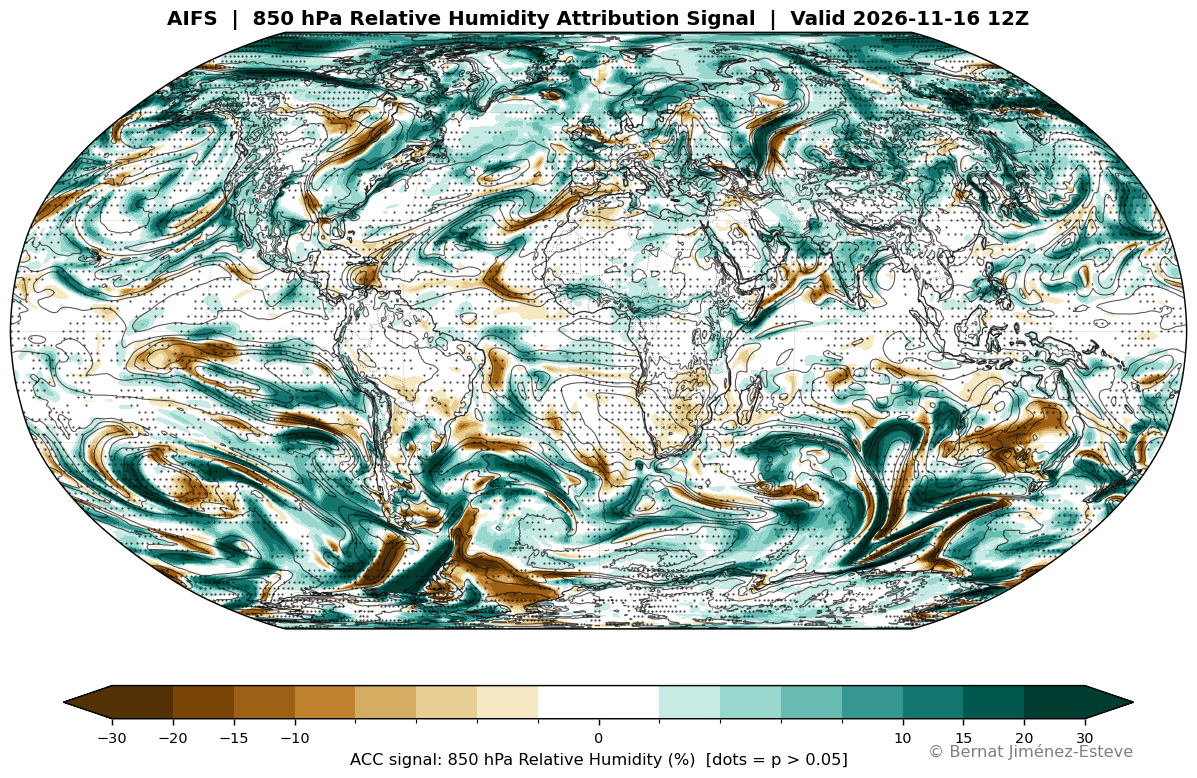 AIFS | 850 hPa Relative Humidity Attribution Signal | Valid 2026-11-16 12Z
−30 −20 −15 −10 0 10 15 20 30
ACC signal: 850 hPa Relative Humidity (%) [dots = p > 0.05]
© Bernat Jiménez-Esteve